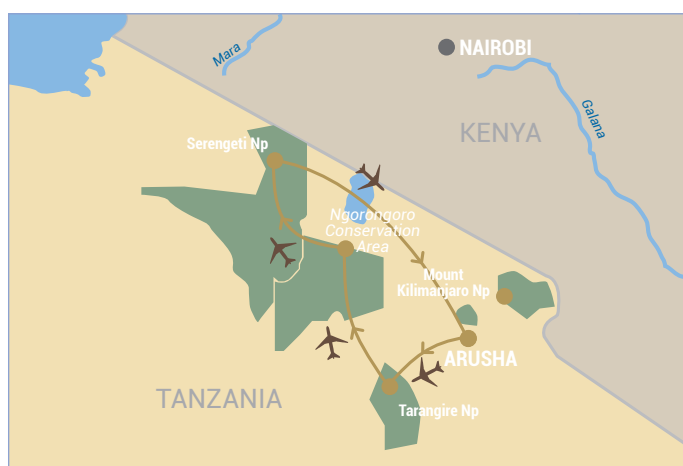 Mara
NAIROBI
Galana
KENYA
Serengeti Np
Ngorongoro
Conservation
Area
Mount
Kilimanjaro Np
ARUSHA
TANZANIA
Tarangire Np